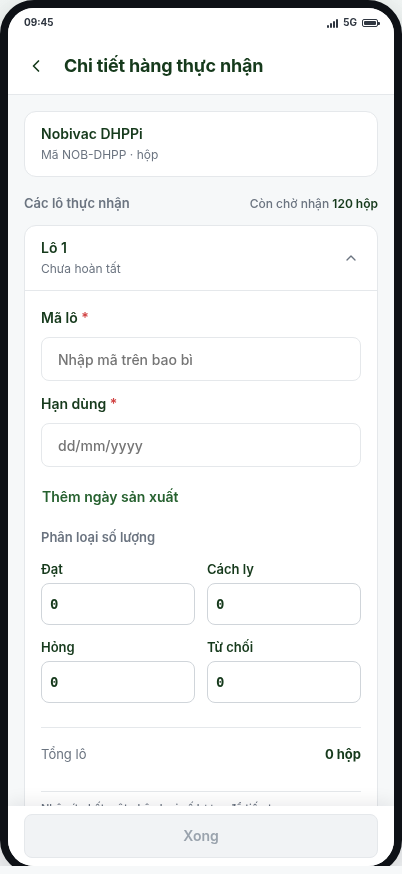 09:45
5G
Chi tiết hàng thực nhận
Nobivac DHPPi
Mã NOB-DHPP · hộp
Các lô thực nhận
Còn chờ nhận 120 hộp
Lô 1
Chưa hoàn tất
Mã lô *
Nhập mã trên bao bì
Hạn dùng *
dd/mm/yyyy
Thêm ngày sản xuất
Phân loại số lượng
Đạt
Cách ly
0
0
Hỏng
Từ chối
0
0
Tổng lô
0 hộp
Xong